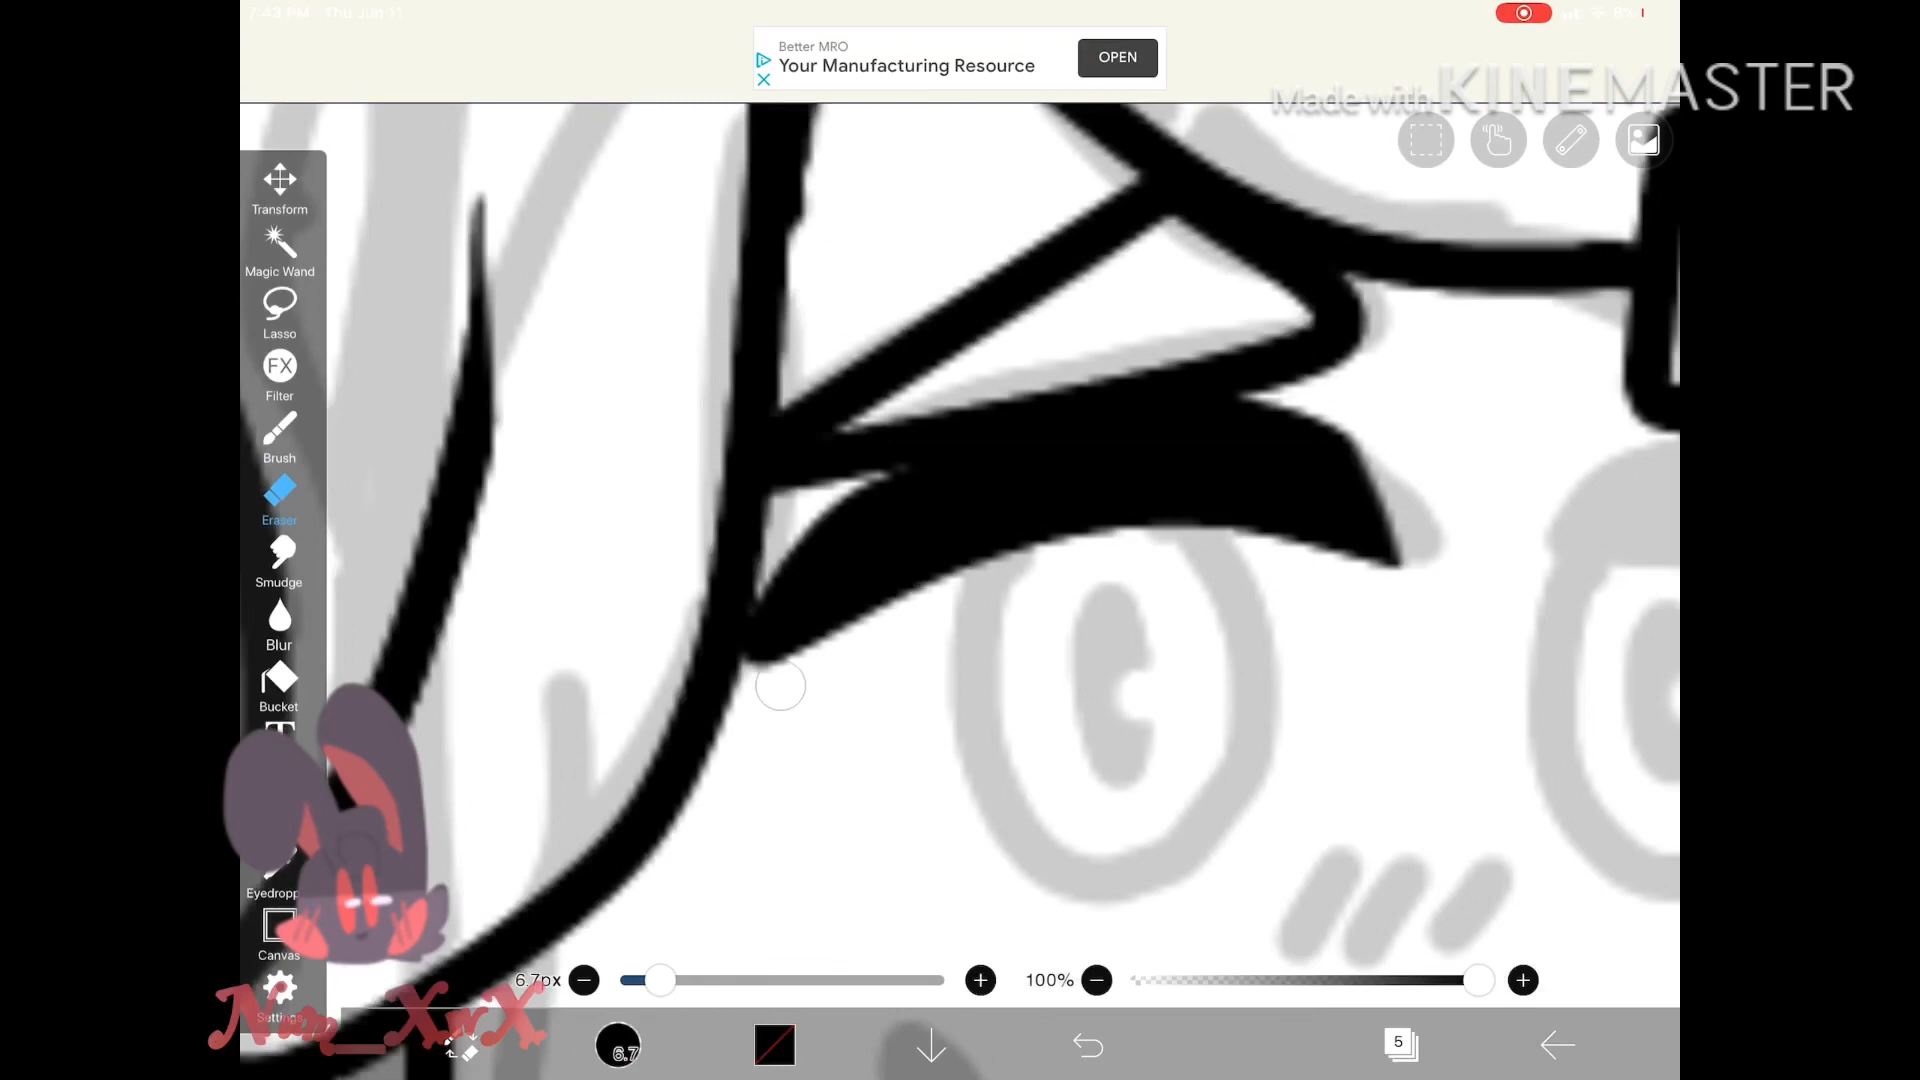 7:43 PM Thu Jun 11
8%
Better MRO
Your Manufacturing Resource
OPEN
Made with KINEMASTER
Transform
Magic Wand
Lasso
FX
Filter
Brush
Eraser
Smudge
Blur
Bucket
T
Eyedropp
Canvas
Settings
6.7px
100%
6.7
5